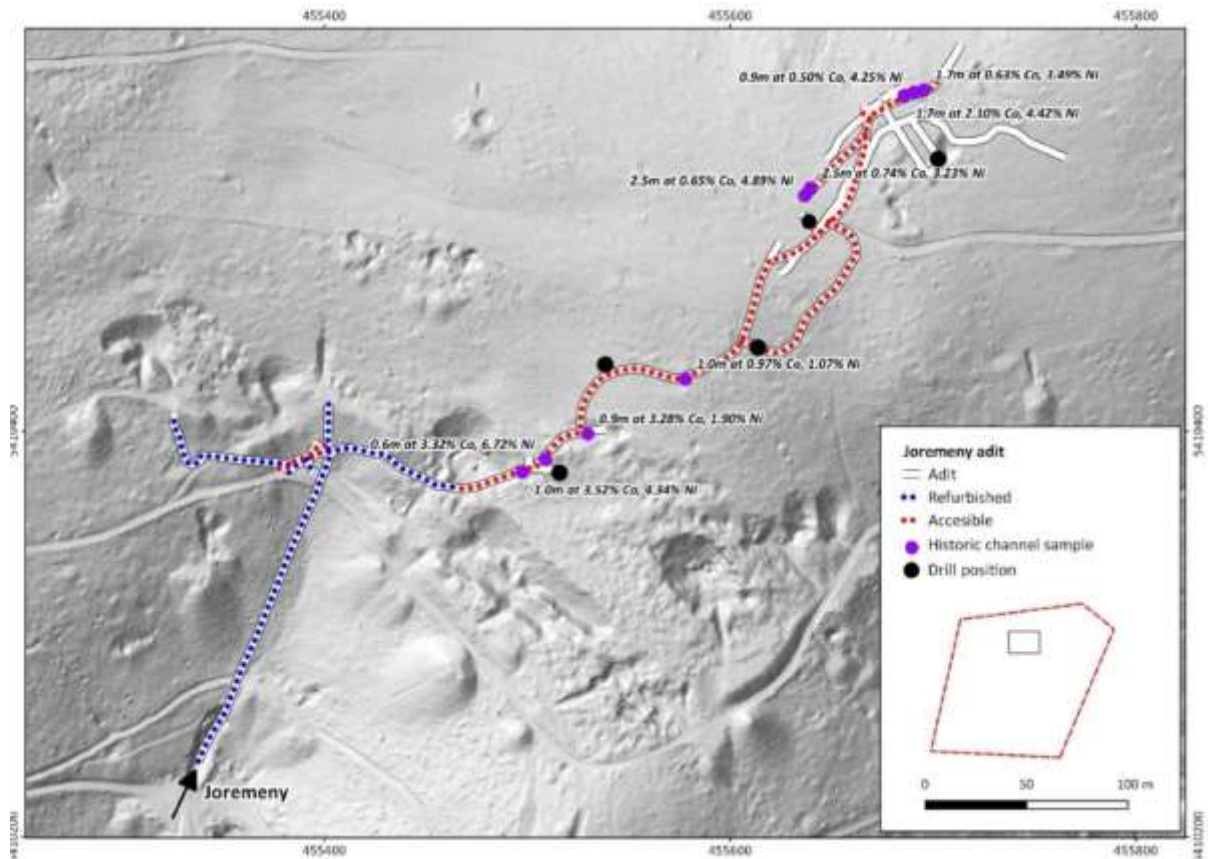 455400
455600
455800
0.9m at 0.50% Co, 4.25% Ni
1.7m at 0.63% Co, 3.49% Ni
1.7m at 2.10% Co, 4.42% Ni
2.5m at 0.65% Co, 4.89% Ni
2.5m at 0.74% Co, 3.23% Ni
1.0m at 0.97% Co, 1.07% Ni
0.9m at 3.28% Co, 1.90% Ni
0.6m at 3.32% Co, 6.72% Ni
1.0m at 3.52% Co, 4.34% Ni
5410400
5410400
Joremeny adit
Adit
Refurbished
Accesible
Historic channel sample
Drill position
0
50
100 m
Joremeny
5410200
5410200
455400
455600
455800